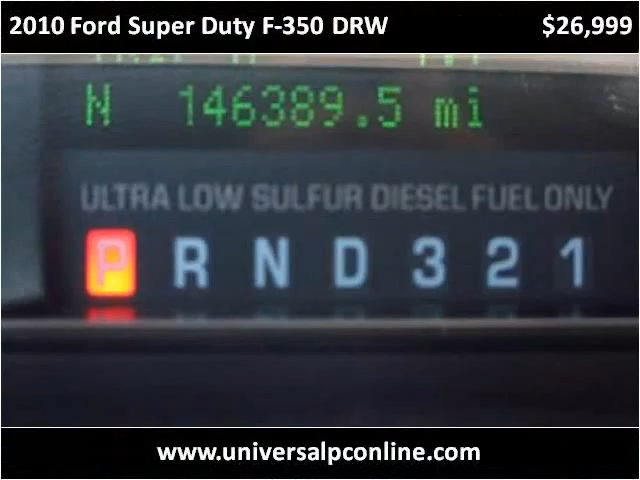 2010 Ford Super Duty F-350 DRW $26,999
N 146389.5 mi
ULTRA LOW SULFUR DIESEL FUEL ONLY
P R N D 3 2 1
www.universalpconline.com